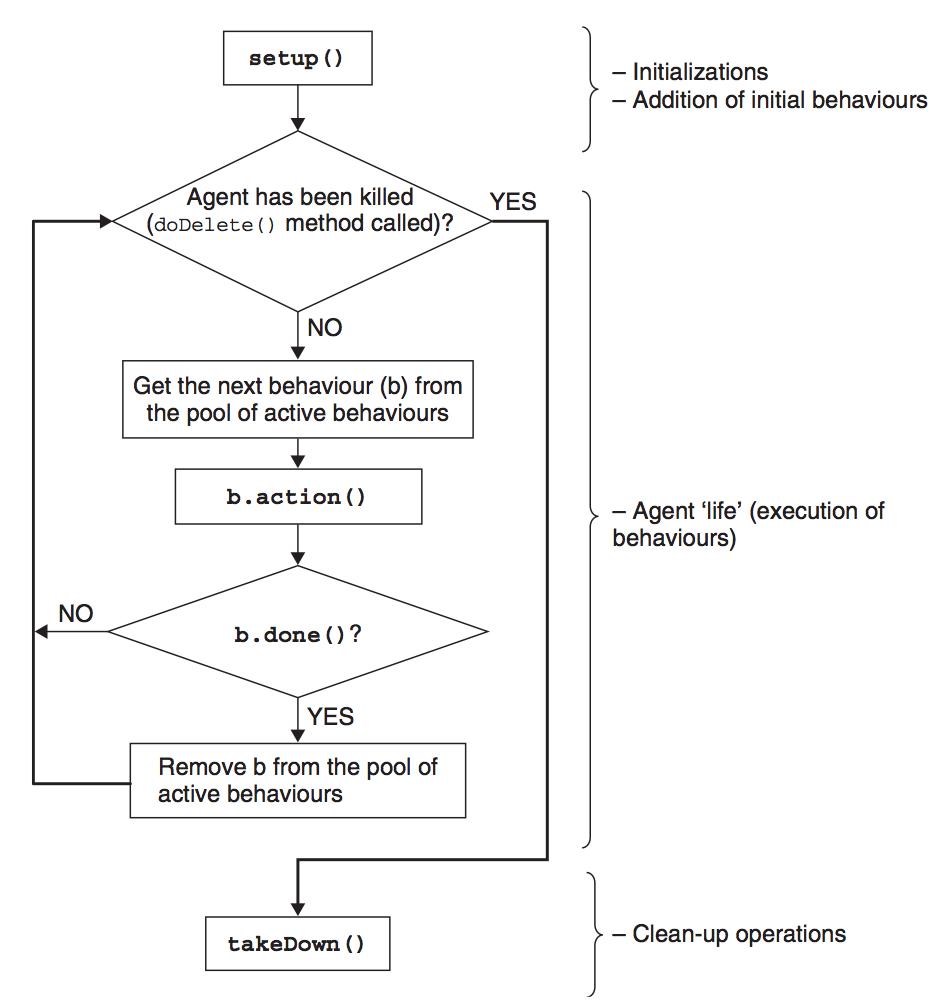 setup()
– Initializations
– Addition of initial behaviours
Agent has been killed
(doDelete() method called)?
YES
NO
Get the next behaviour (b) from
the pool of active behaviours
b.action()
– Agent ‘life’ (execution of
behaviours)
NO
b.done()?
YES
Remove b from the pool of
active behaviours
takeDown()
– Clean-up operations